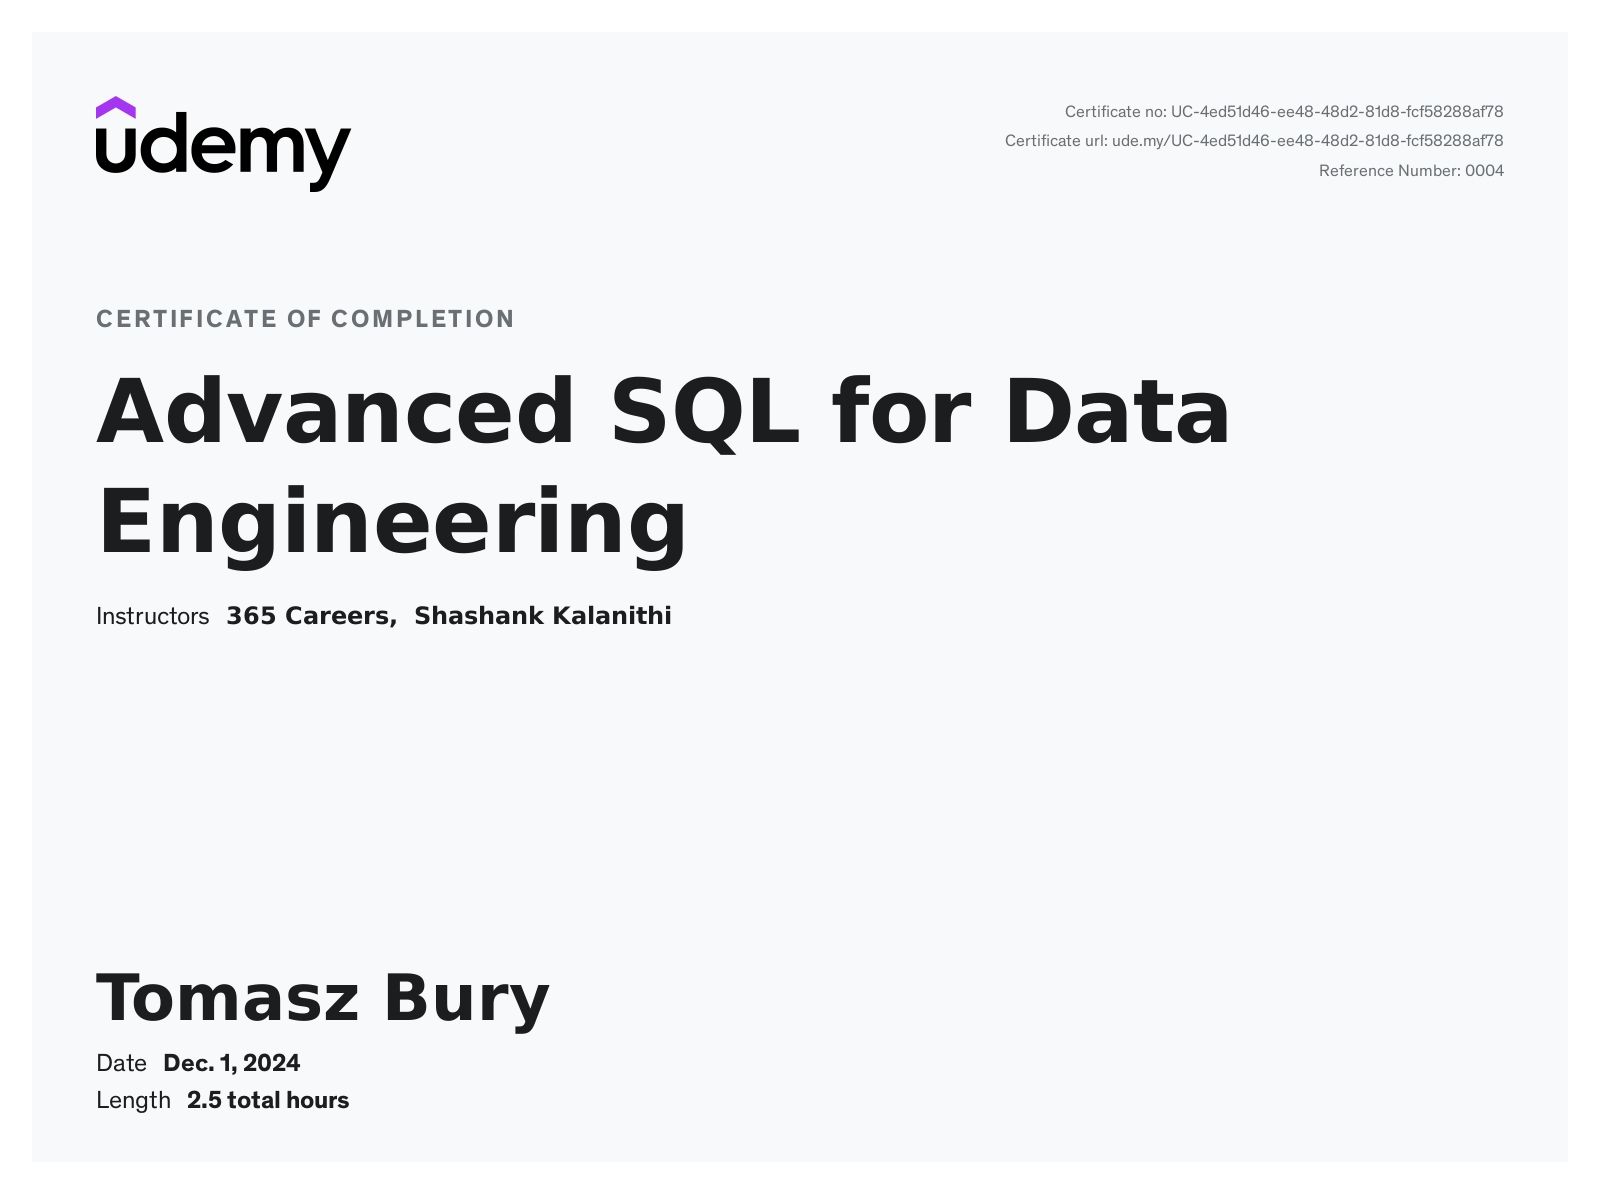 udemy
Certificate no: UC-4ed51d46-ee48-48d2-81d8-fcf58288af78
Certificate url: ude.my/UC-4ed51d46-ee48-48d2-81d8-fcf58288af78
Reference Number: 0004
CERTIFICATE OF COMPLETION
Advanced SQL for Data
Engineering
Instructors 365 Careers, Shashank Kalanithi
Tomasz Bury
Date Dec. 1, 2024
Length 2.5 total hours